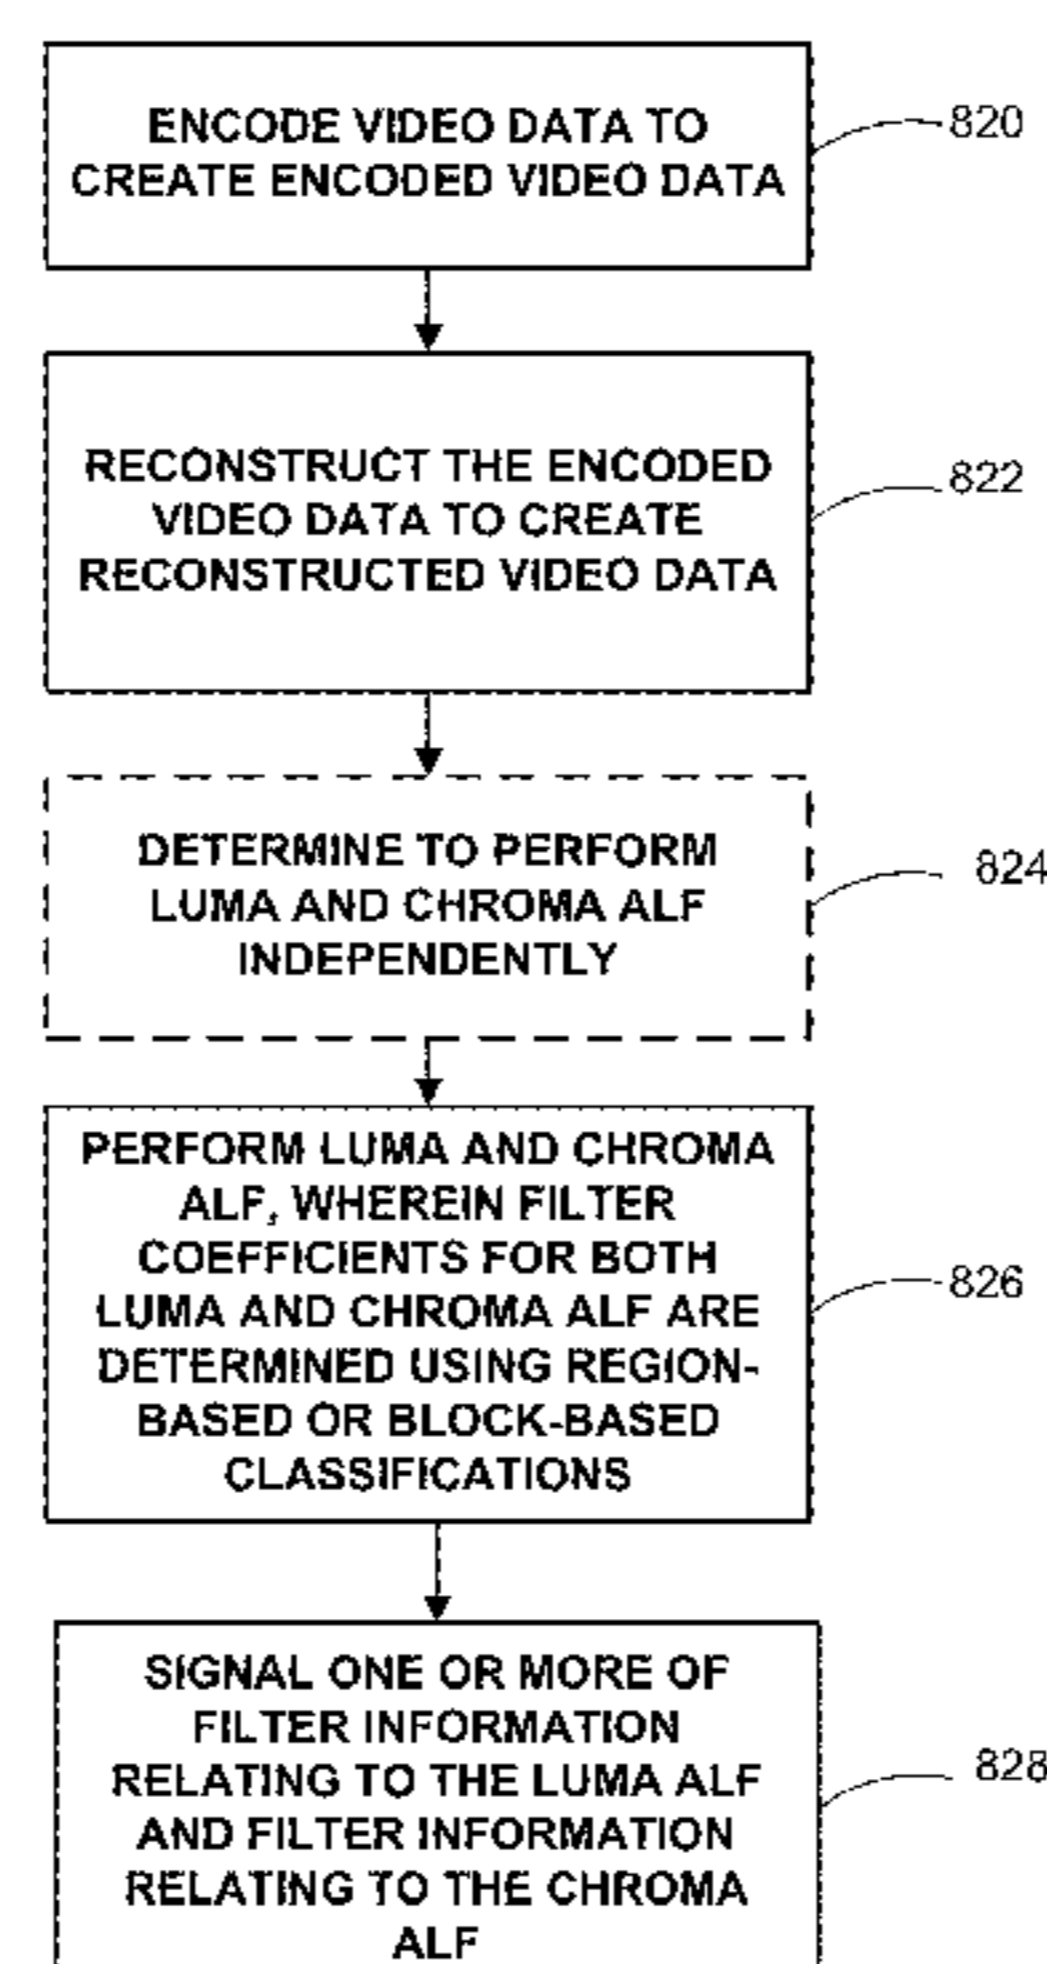 ENCODE VIDEO DATA TO
CREATE ENCODED VIDEO DATA
820
RECONSTRUCT THE ENCODED
VIDEO DATA TO CREATE
RECONSTRUCTED VIDEO DATA
822
DETERMINE TO PERFORM
LUMA AND CHROMA ALF
INDEPENDENTLY
824
PERFORM LUMA AND CHROMA
ALF, WHEREIN FILTER
COEFFICIENTS FOR BOTH
LUMA AND CHROMA ALF ARE
DETERMINED USING REGION-
BASED OR BLOCK-BASED
CLASSIFICATIONS
826
SIGNAL ONE OR MORE OF
FILTER INFORMATION
RELATING TO THE LUMA ALF
AND FILTER INFORMATION
RELATING TO THE CHROMA
ALF
828